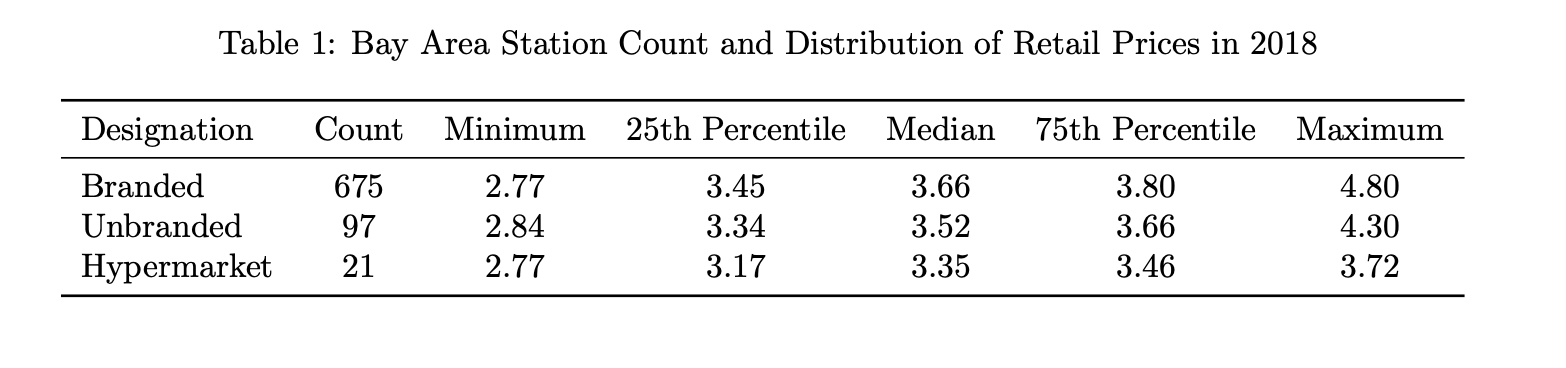 Table 1: Bay Area Station Count and Distribution of Retail Prices in 2018
Designation Count Minimum 25th Percentile Median 75th Percentile Maximum
Branded 675 2.77 3.45 3.66 3.80 4.80
Unbranded 97 2.84 3.34 3.52 3.66 4.30
Hypermarket 21 2.77 3.17 3.35 3.46 3.72